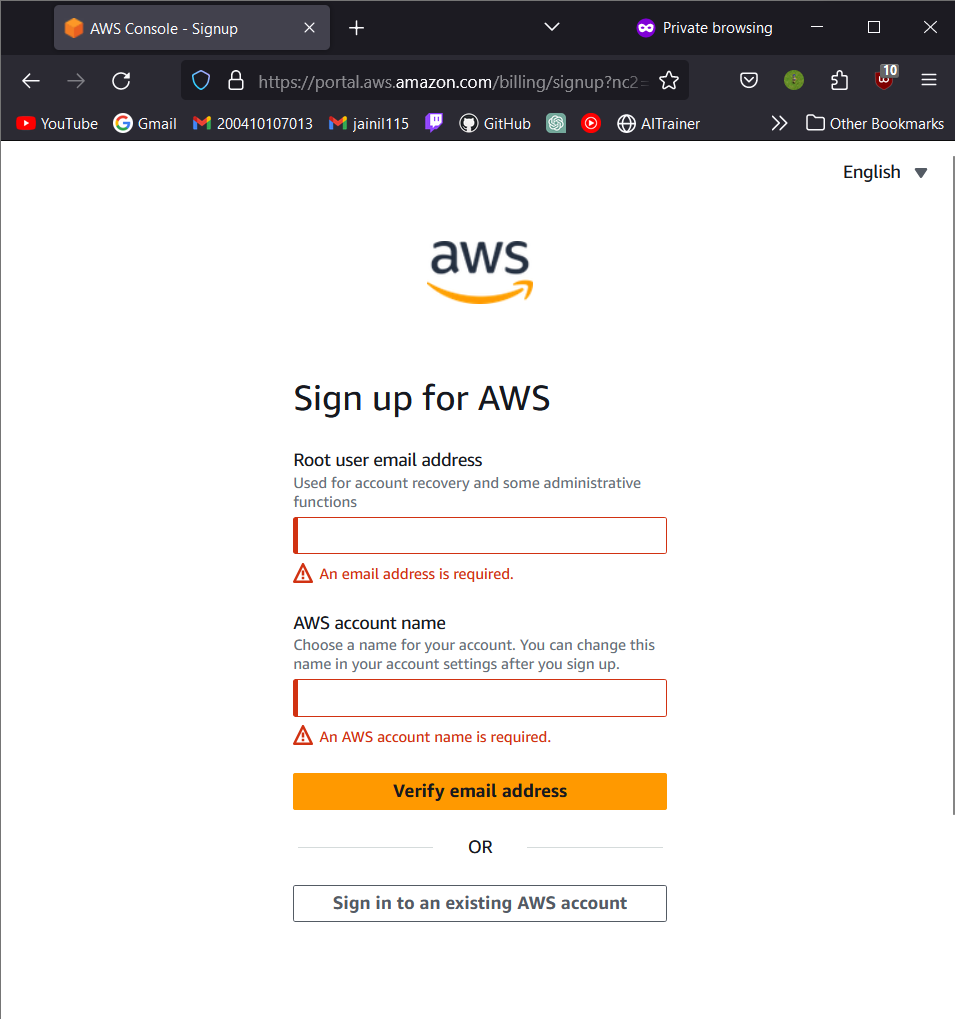 AWS Console - Signup
Private browsing
https://portal.aws.amazon.com/billing/signup?nc2=
10
YouTube
Gmail
200410107013
jainil115
GitHub
AITrainer
Other Bookmarks
English
aws
Sign up for AWS
Root user email address
Used for account recovery and some administrative
functions
An email address is required.
AWS account name
Choose a name for your account. You can change this
name in your account settings after you sign up.
An AWS account name is required.
Verify email address
OR
Sign in to an existing AWS account